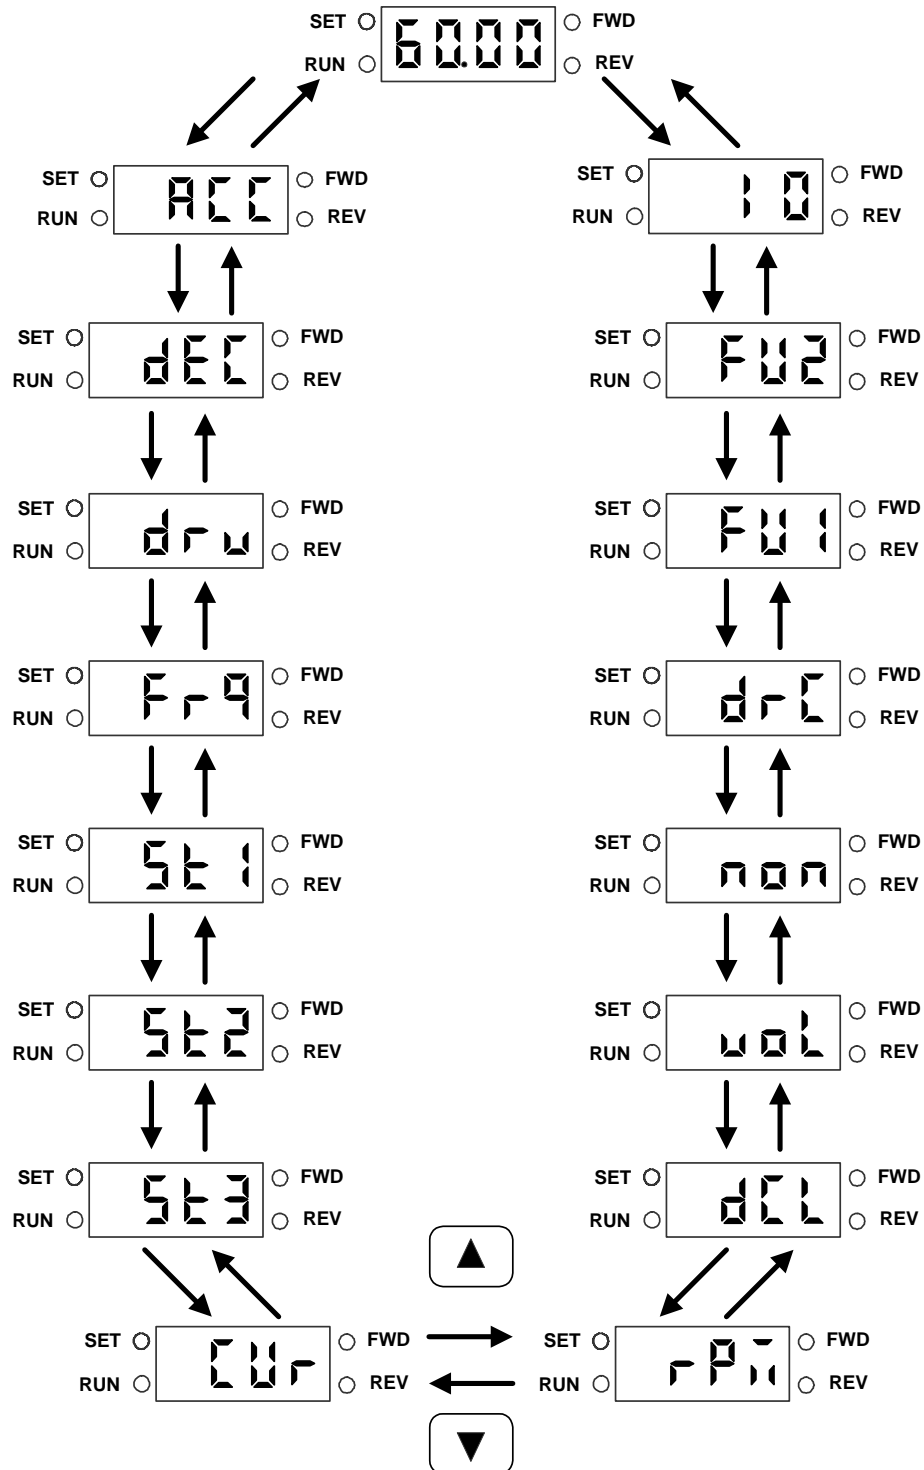 SET 60.00 FWD
RUN REV
SET ACC FWD
RUN REV
SET I O FWD
RUN REV
SET dEC FWD
RUN REV
SET FU2 FWD
RUN REV
SET drv FWD
RUN REV
SET FU1 FWD
RUN REV
SET Frq FWD
RUN REV
SET drC FWD
RUN REV
SET St1 FWD
RUN REV
SET non FWD
RUN REV
SET St2 FWD
RUN REV
SET voL FWD
RUN REV
SET St3 FWD
RUN REV
SET dCL FWD
RUN REV
SET CUr FWD
RUN REV
SET rPm FWD
RUN REV